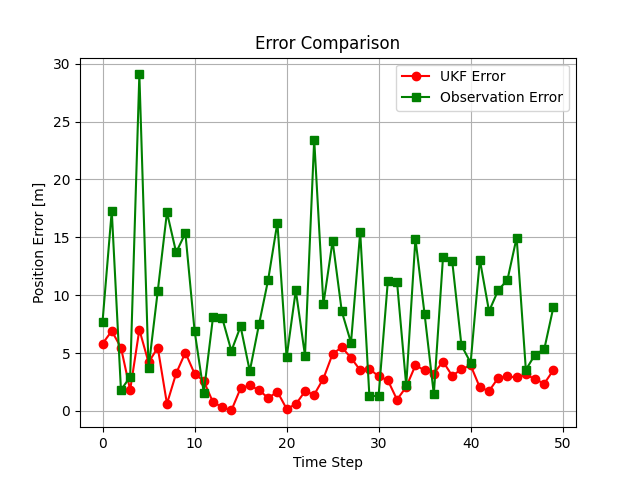 Error Comparison
UKF Error
Observation Error
Position Error [m]
30
25
20
15
10
5
0
0 10 20 30 40 50
Time Step